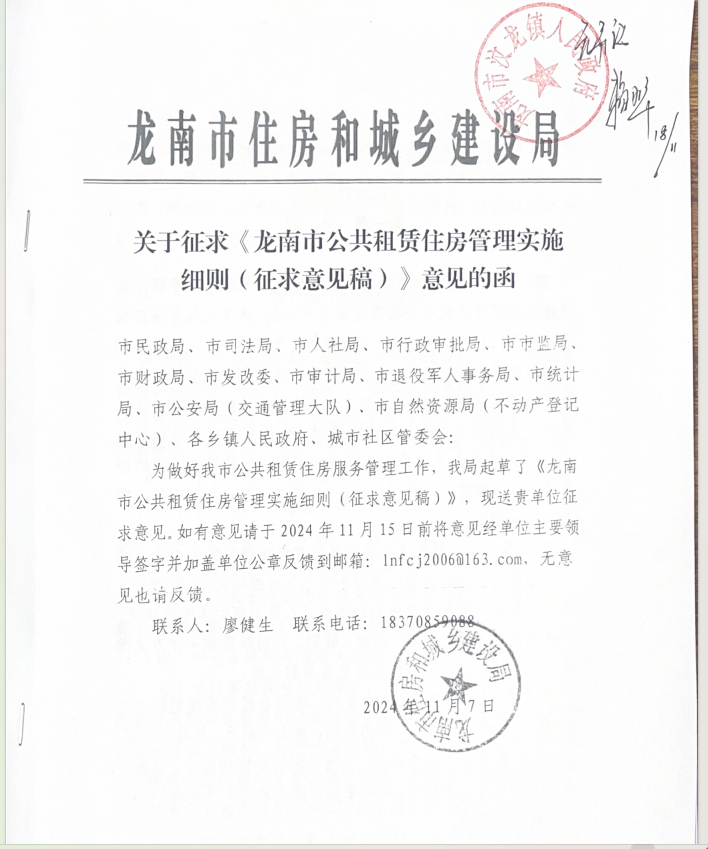 龙南市汶龙镇人民政府
18/11
龙南市住房和城乡建设局
关于征求《龙南市公共租赁住房管理实施
细则（征求意见稿）》意见的函
市民政局、市司法局、市人社局、市行政审批局、市市监局、
市财政局、市发改委、市审计局、市退役军人事务局、市统计
局、市公安局（交通管理大队）、市自然资源局（不动产登记
中心）、各乡镇人民政府、城市社区管委会：
为做好我市公共租赁住房服务管理工作，我局起草了《龙南
市公共租赁住房管理实施细则（征求意见稿）》，现送贵单位征
求意见。如有意见请于2024年11月15日前将意见经单位主要领
导签字并加盖单位公章反馈到邮�：lnfcj2006@163.com，无意
见也请反馈。
联系人：廖健生 联系电话：18370859088
龙南市住房和城乡建设局
2024年11月7日